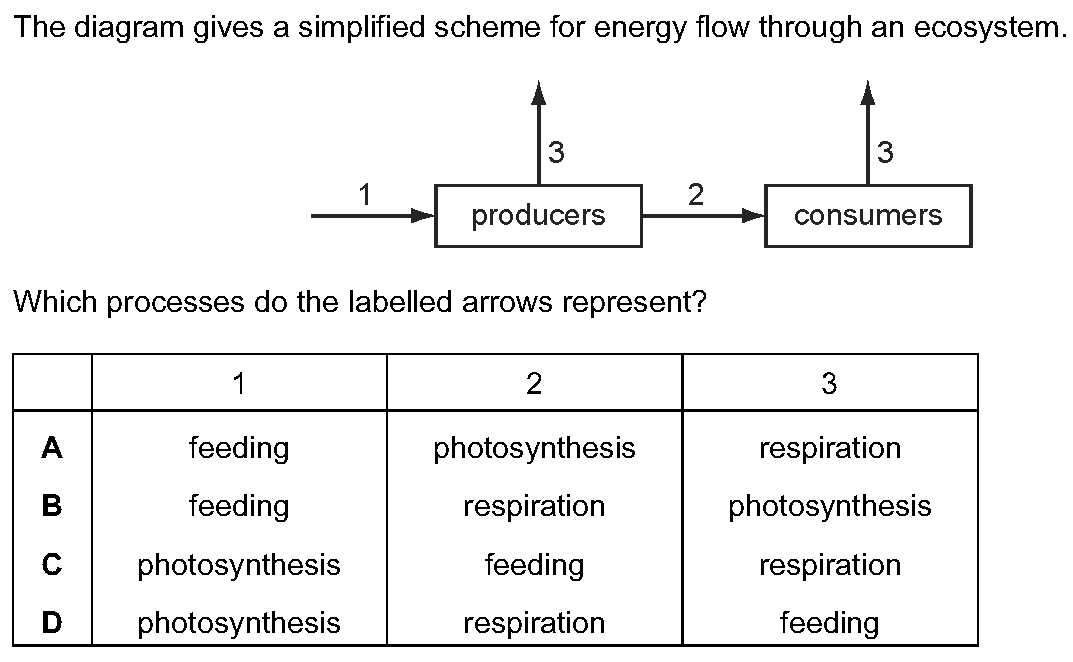 The diagram gives a simplified scheme for energy flow through an ecosystem.
3 3
1 2
producers consumers
Which processes do the labelled arrows represent?
1 2 3
A feeding photosynthesis respiration
B feeding respiration photosynthesis
C photosynthesis feeding respiration
D photosynthesis respiration feeding